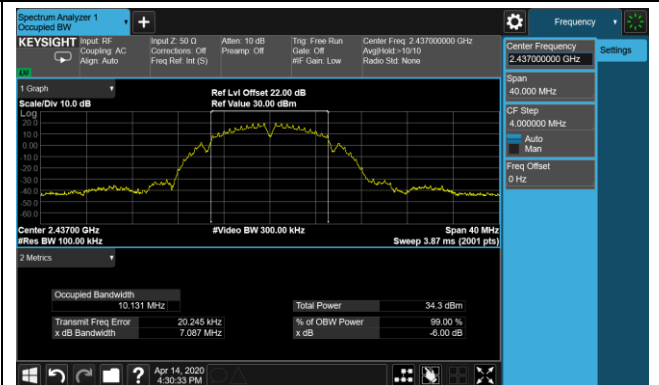 Spectrum Analyzer 1
Occupied BW
+
Frequency
KEYSIGHT
Input: RF
Coupling: AC
Align: Auto
Input Z: 50 Ω
Corrections: Off
Freq Ref: Int (S)
Atten: 10 dB
Preamp: Off
Trig: Free Run
Gate: Off
#IF Gain: Low
Center Freq: 2.437000000 GHz
Avg|Hold:>10/10
Radio Std: None
Center Frequency
2.437000000 GHz
Settings
Span
40.000 MHz
CF Step
4.000000 MHz
Auto
Man
Freq Offset
0 Hz
1 Graph
Scale/Div 10.0 dB
Ref Lvl Offset 22.00 dB
Ref Value 30.00 dBm
Log
20.0
10.0
0.00
-10.0
-20.0
-30.0
-40.0
-50.0
-60.0
Center 2.43700 GHz
#Video BW 300.00 kHz
Span 40 MHz
#Res BW 100.00 kHz
Sweep 3.87 ms (2001 pts)
2 Metrics
Occupied Bandwidth
10.131 MHz
Total Power 34.3 dBm
Transmit Freq Error 20.245 kHz
% of OBW Power 99.00 %
x dB Bandwidth 7.087 MHz
x dB -6.00 dB
?
Apr 14, 2020
4:30:33 PM